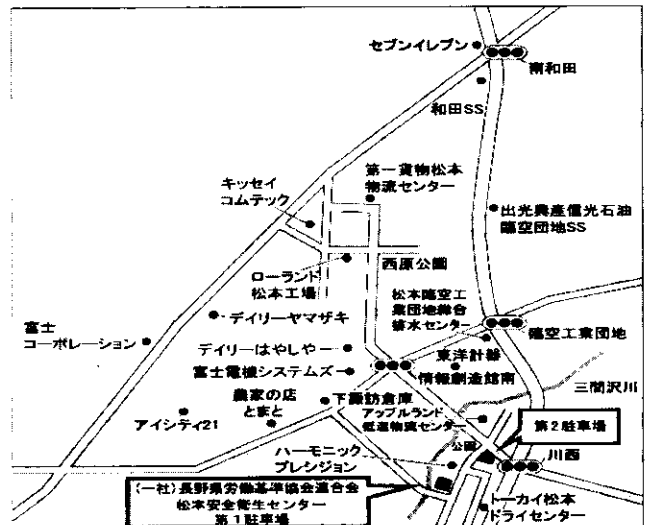 セブンイレブン
南和田
和田SS
第一貨物松本
物流センター
キッセイ
コムテック
出光興産信光石油
臨空団地SS
西原公園
ローランド
松本工場
松本臨空工
業団地総合
排水センター
デイリーヤマザキ
臨空工業団地
富士
コーポレーション
東洋計器
デイリーはやしやー
富士電機システムズー
情報創造館南
三間沢川
農家の店
とまと
下諏訪倉庫
アップルランド
低温物流センター
アイシティ21
第2駐車場
公園
川西
ハーモニック
プレシジョン
(一社)長野県労働基準協会連合会
松本安全衛生センター
第1駐車場
トーカイ松本
ドライセンター